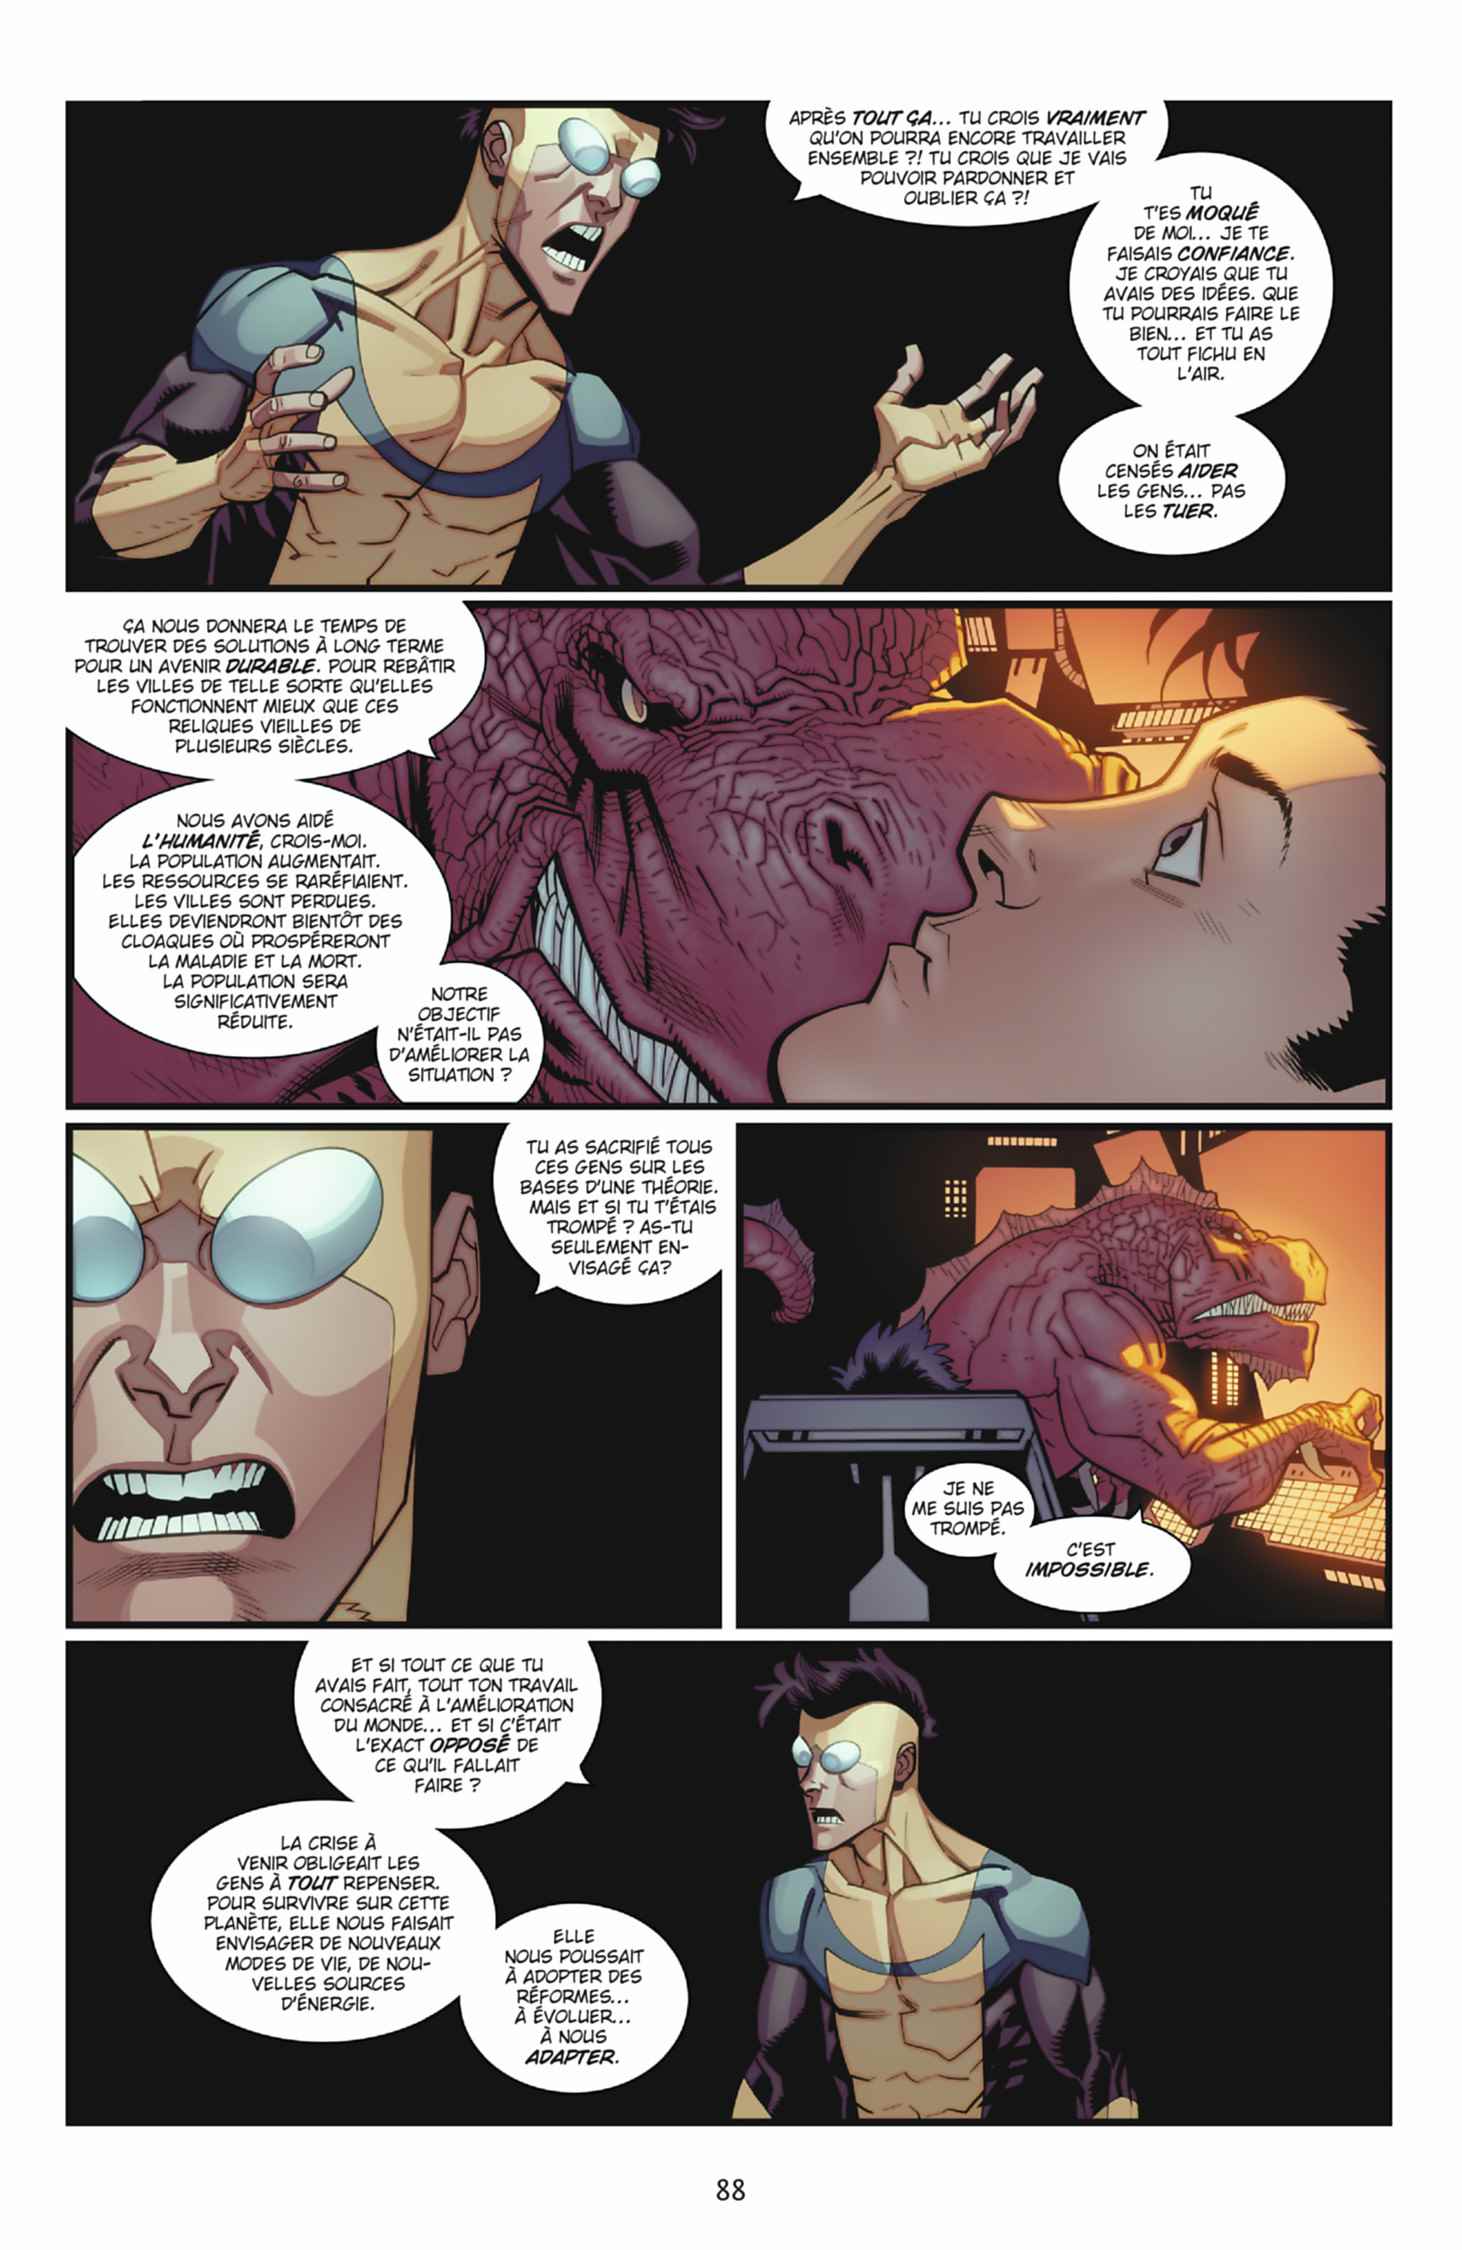 APRÈS TOUT ÇA... TU CROIS VRAIMENT
QU'ON POURRA ENCORE TRAVAILLER
ENSEMBLE ?! TU CROIS QUE JE VAIS
POUVOIR PARDONNER ET
OUBLIER ÇA ?!
TU
T'ES MOQUÉ
DE MOI... JE TE
FAISAIS CONFIANCE.
JE CROYAIS QUE TU
AVAIS DES IDÉES. QUE
TU POURRAIS FAIRE LE
BIEN... ET TU AS
TOUT FICHU EN
L'AIR.
ON ÉTAIT
CENSÉS AIDER
LES GENS... PAS
LES TUER.
ÇA NOUS DONNERA LE TEMPS DE
TROUVER DES SOLUTIONS À LONG TERME
POUR UN AVENIR DURABLE. POUR REBÂTIR
LES VILLES DE TELLE SORTE QU'ELLES
FONCTIONNENT MIEUX QUE CES
RELIQUES VIEILLES DE
PLUSIEURS SIÈCLES.
NOUS AVONS AIDÉ
L'HUMANITÉ, CROIS-MOI.
LA POPULATION AUGMENTAIT.
LES RESSOURCES SE RARÉFIAIENT.
LES VILLES SONT PERDUES.
ELLES DEVIENDRONT BIENTÔT DES
CLOAQUES OÙ PROSPÉRERONT
LA MALADIE ET LA MORT.
LA POPULATION SERA
SIGNIFICATIVEMENT
RÉDUITE.
NOTRE
OBJECTIF
N'ÉTAIT-IL PAS
D'AMÉLIORER LA
SITUATION ?
TU AS SACRIFIÉ TOUS
CES GENS SUR LES
BASES D'UNE THÉORIE.
MAIS ET SI TU T'ÉTAIS
TROMPÉ ? AS-TU
SEULEMENT EN-
VISAGÉ ÇA?
JE NE
ME SUIS PAS
TROMPÉ.
C'EST
IMPOSSIBLE.
ET SI TOUT CE QUE TU
AVAIS FAIT, TOUT TON TRAVAIL
CONSACRÉ À L'AMÉLIORATION
DU MONDE... ET SI C'ÉTAIT
L'EXACT OPPOSÉ DE
CE QU'IL FALLAIT
FAIRE ?
LA CRISE À
VENIR OBLIGEAIT LES
GENS À TOUT REPENSER.
POUR SURVIVRE SUR CETTE
PLANÈTE, ELLE NOUS FAISAIT
ENVISAGER DE NOUVEAUX
MODES DE VIE, DE NOU-
VELLES SOURCES
D'ÉNERGIE.
ELLE
NOUS POUSSAIT
À ADOPTER DES
RÉFORMES...
À ÉVOLUER...
À NOUS
ADAPTER.
88